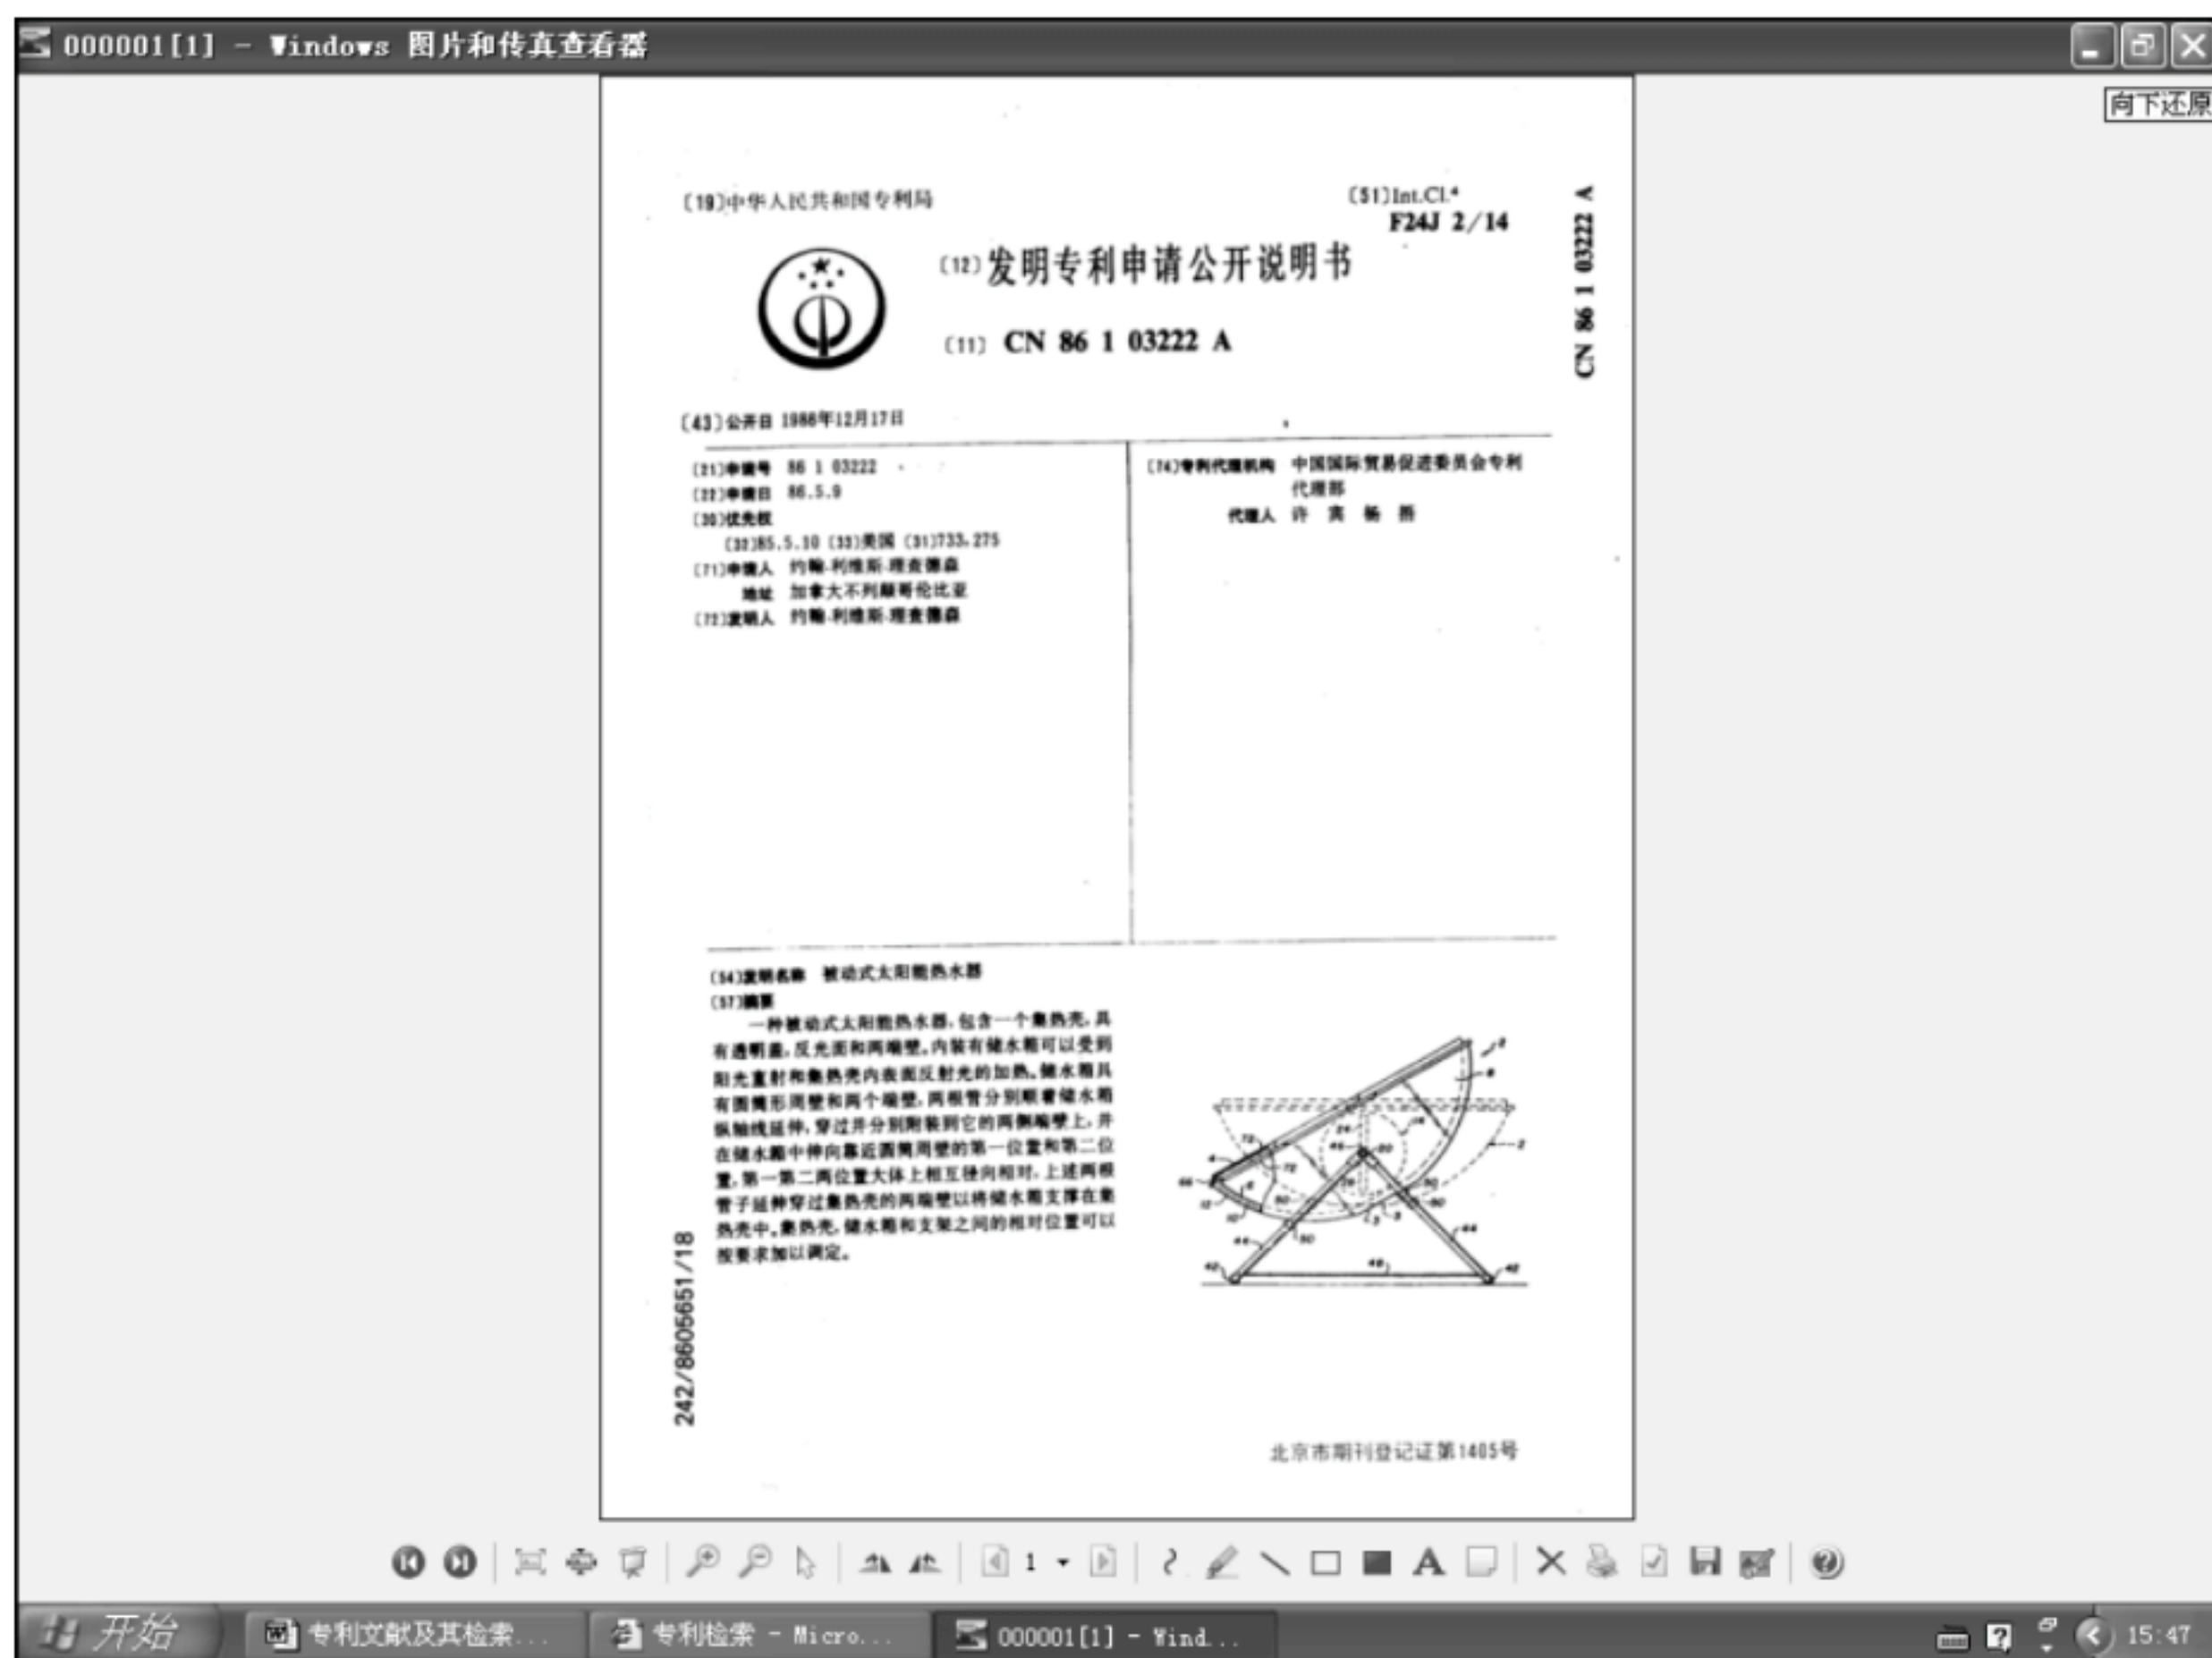 000001[1] - Windows 图片和传真查看器
向下还原
〔19〕中华人民共和国专利局
〔51〕Int.Cl.⁴
F24J 2/14
〔12〕发明专利申请公开说明书
〔11〕 CN 86 1 03222 A
CN 86 1 03222 A
〔43〕公开日 1986年12月17日
〔21〕申请号 86 1 03222
〔22〕申请日 86.5.9
〔30〕优先权
〔32〕85.5.10 〔33〕美国 〔31〕733,275
〔71〕申请人 约翰·利维斯·理查德森
地址 加拿大不列颠哥伦比亚
〔72〕发明人 约翰·利维斯·理查德森
〔74〕专利代理机构 中国国际贸易促进委员会专利
代理部
代理人 许 宾 杨
〔54〕发明名称 被动式太阳能热水器
〔57〕摘要
一种被动式太阳能热水器,包含一个集热壳,具
有透明盖,反光面和两端壁。内装有储水箱可以受到
阳光直射和集热壳内表面反射光的加热。储水箱具
有圆筒形周壁和两个端壁,两根管分别顺着储水箱
纵轴线延伸,穿过并分别附装到它的两侧端壁上,并
在储水箱中伸向靠近圆筒周壁的第一位置和第二位
置,第一第二两位置大体上相互径向相对,上述两根
管子延伸穿过集热壳的两端壁以将储水箱支撑在集
热壳中。集热壳,储水箱和支架之间的相对位置可以
按要求加以调定。
242/8605651/18
北京市期刊登记证第1405号
1
开始
专利文献及其检索...
专利检索 - Micro...
000001[1] - Wind...
15:47